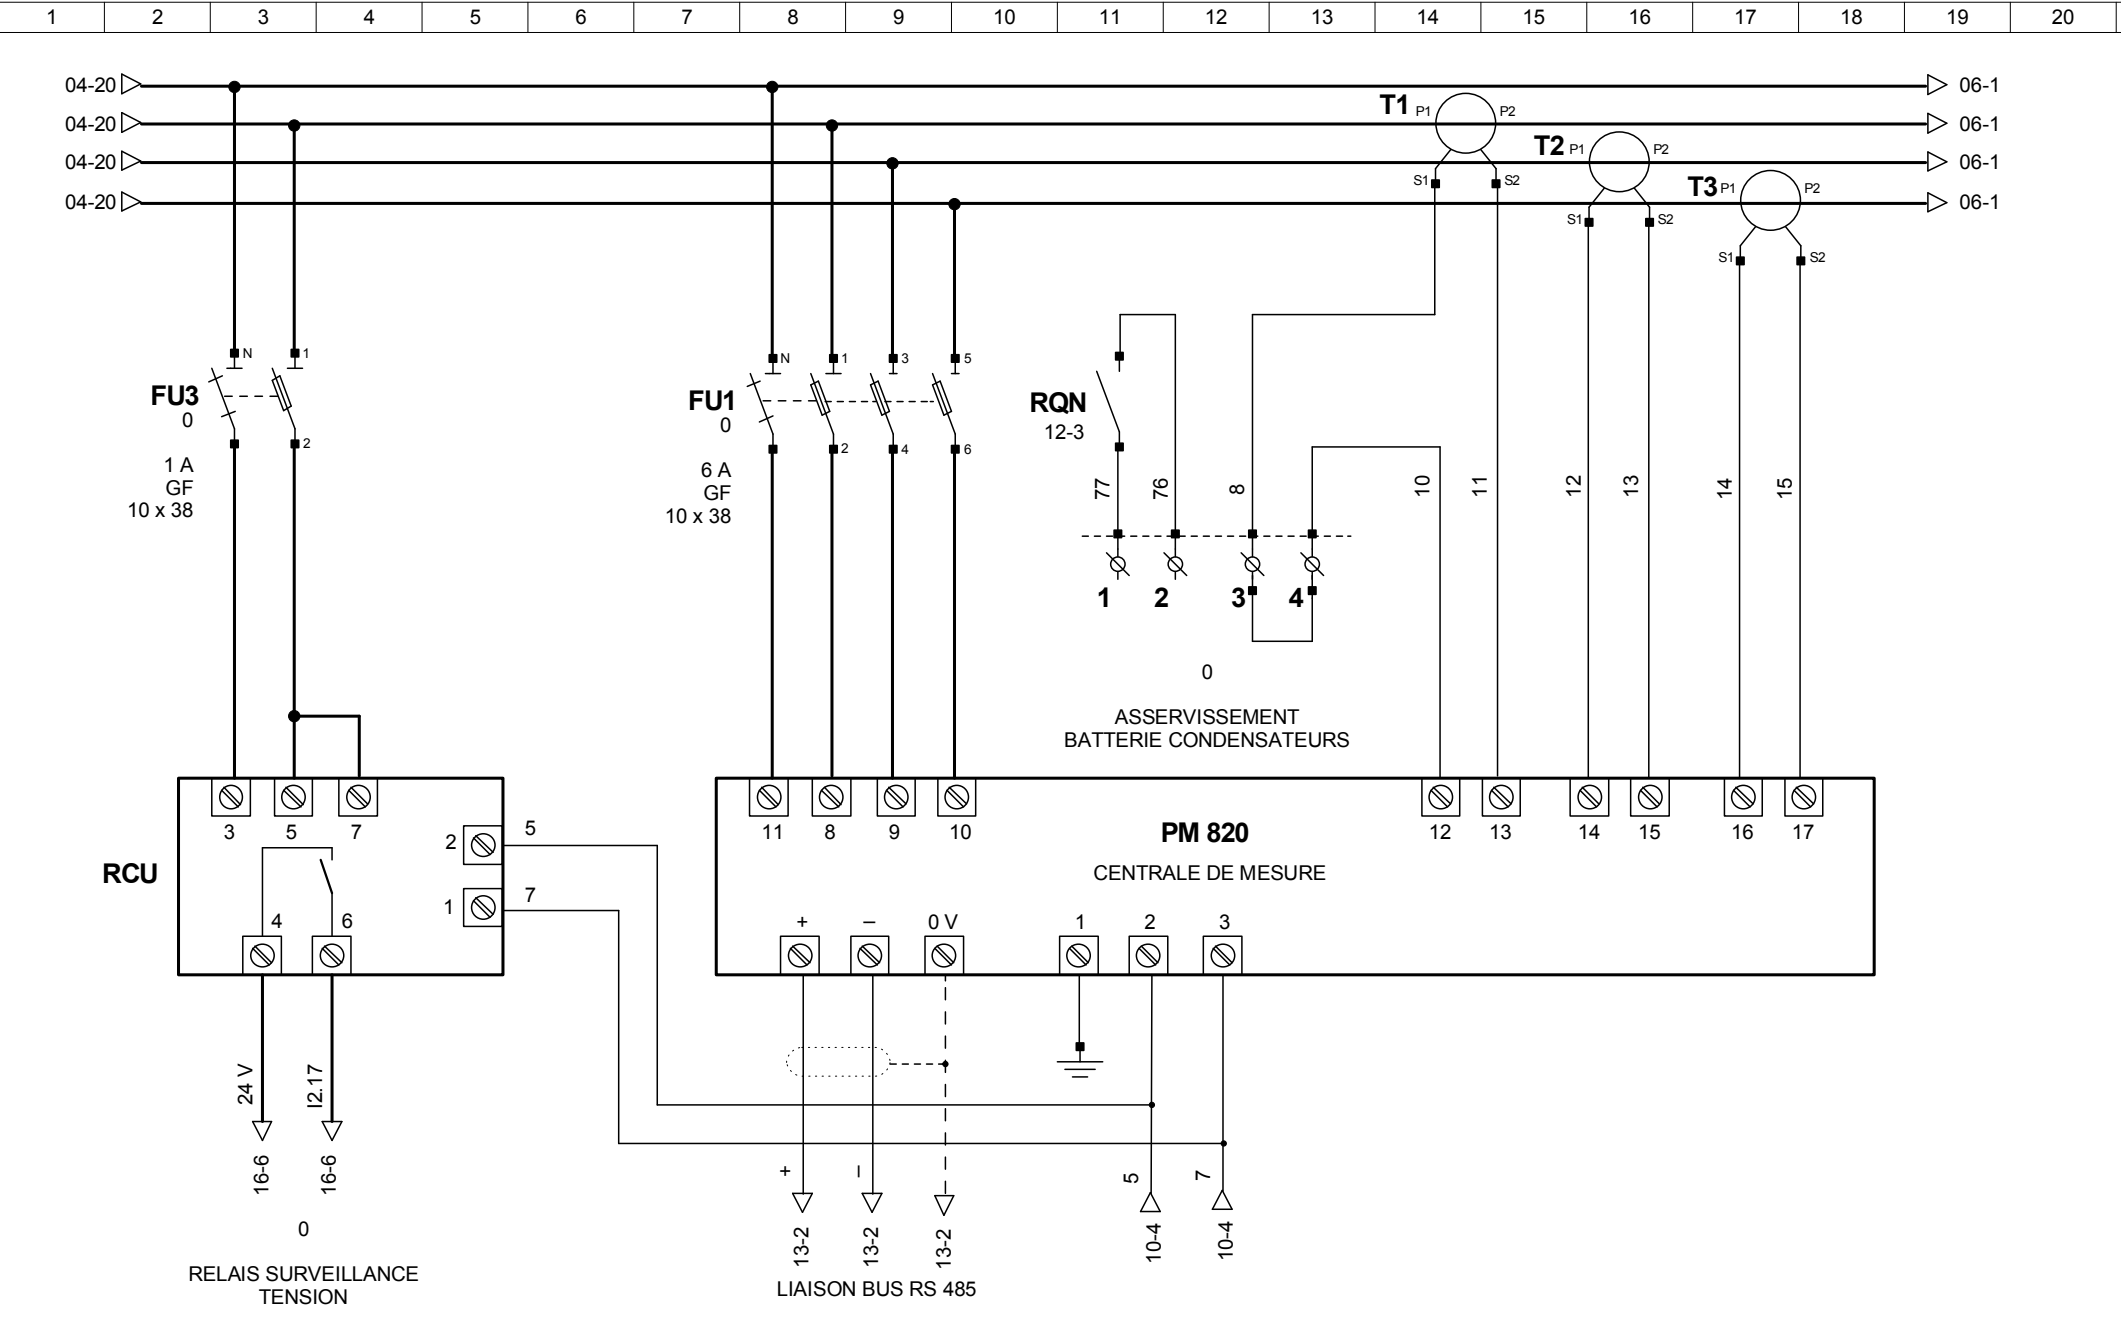 1 2 3 4 5 6 7 8 9 10 11 12 13 14 15 16 17 18 19 20
04-20 06-1
T1 P1 P2
04-20 06-1
T2 P1 P2
04-20 06-1
S1 S2
T3 P1 P2
04-20 06-1
S1 S2
S1 S2
N 1
N 1 3 5
FU3
0
2
1 A
GF
10 x 38
FU1
0
2 4 6
6 A
GF
10 x 38
RQN
12-3
77 76 8 10 11 12 13 14 15
1 2 3 4
0
ASSERVISSEMENT
BATTERIE CONDENSATEURS
3 5 7
2 5
RCU
1 7
4 6
11 8 9 10 12 13 14 15 16 17
PM 820
CENTRALE DE MESURE
+ – 0 V 1 2 3
24 V I2.17
16-6 16-6
0
RELAIS SURVEILLANCE
TENSION
+ – 5 7
13-2 13-2 13-2 10-4 10-4
LIAISON BUS RS 485